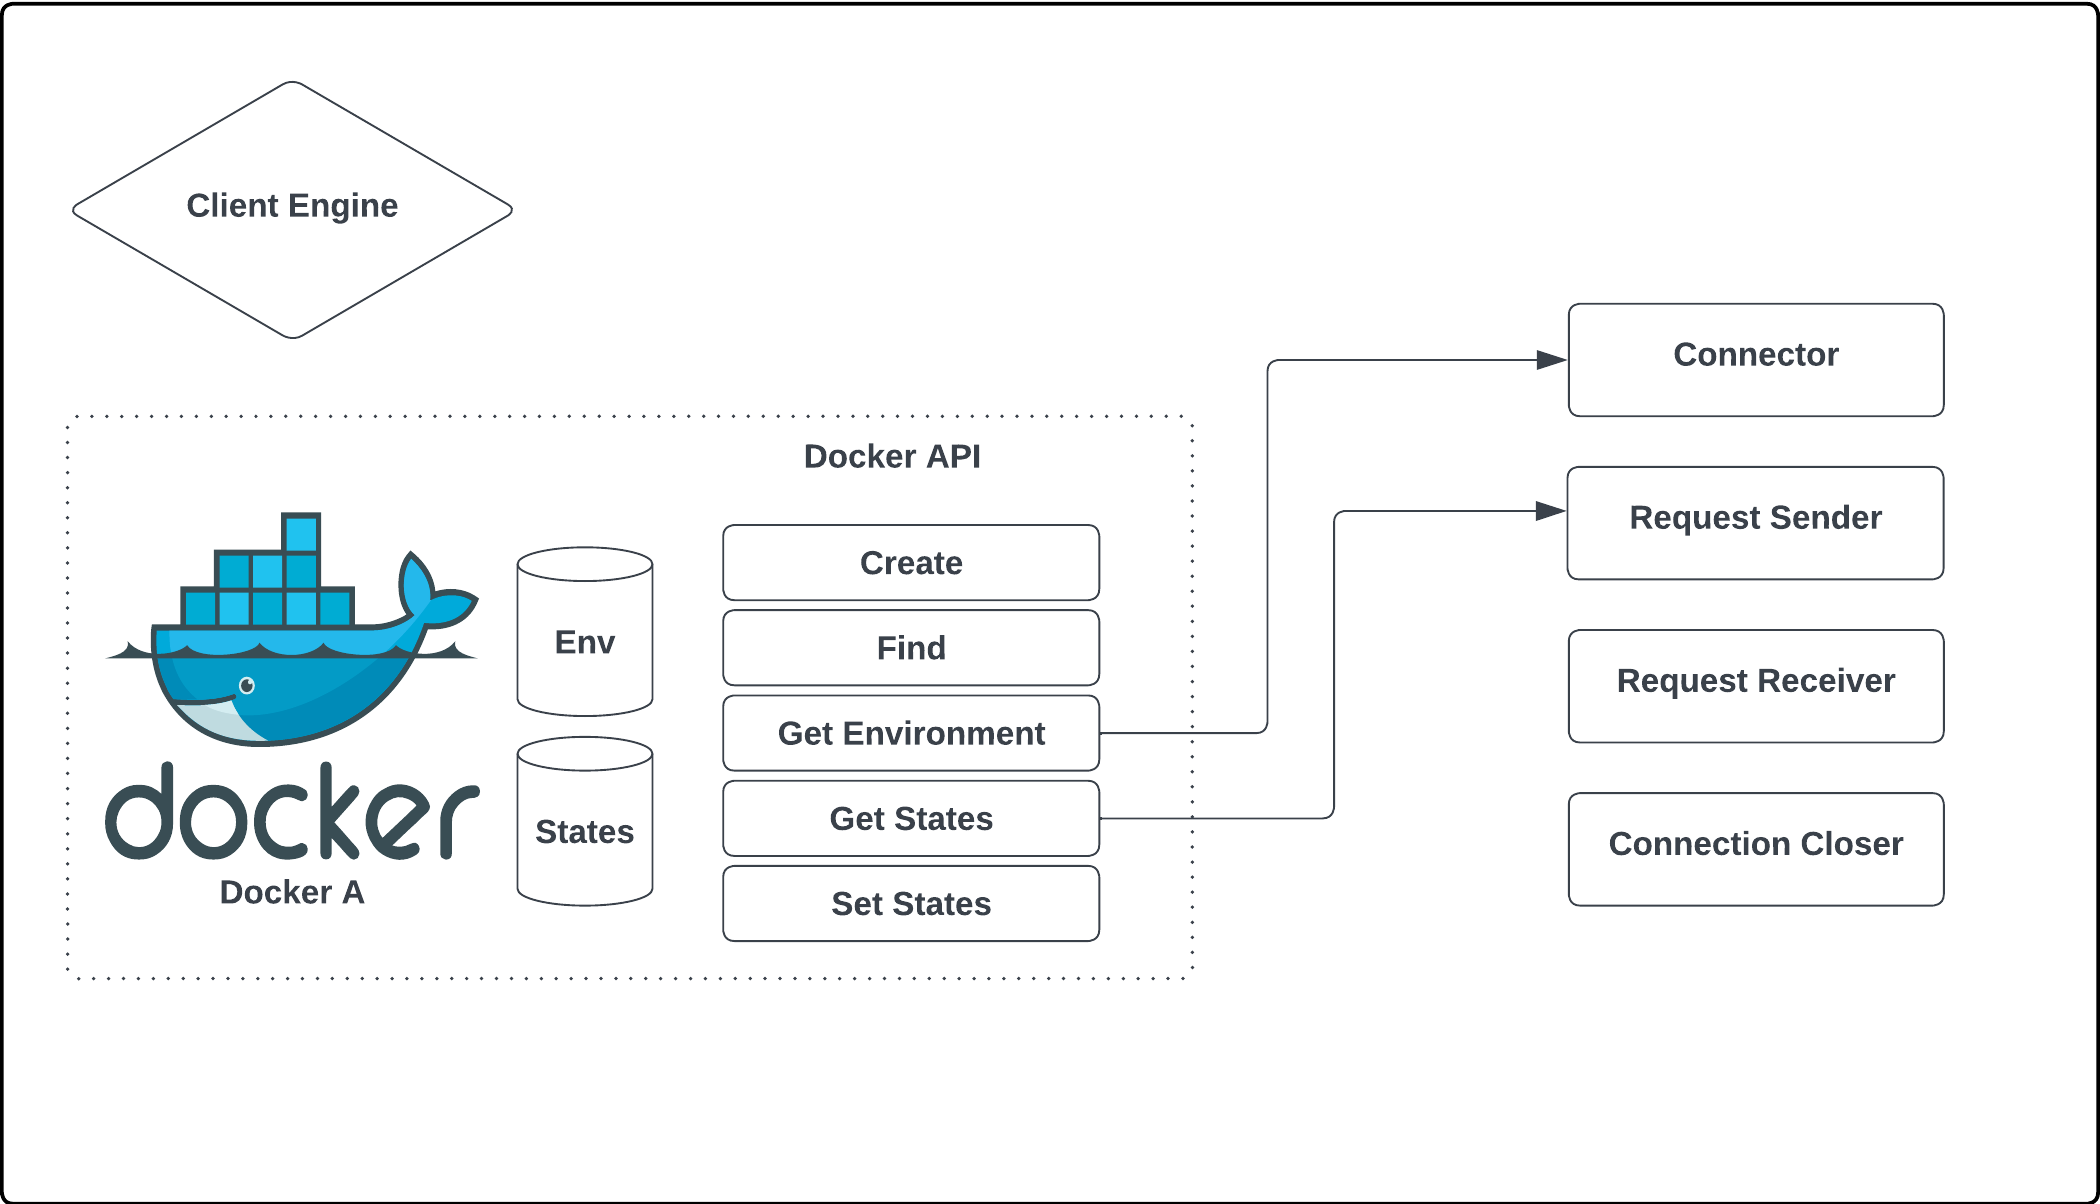 Client Engine
Docker API
Create
Find
Get Environment
Get States
Set States
Env
States
docker
Docker A
Connector
Request Sender
Request Receiver
Connection Closer